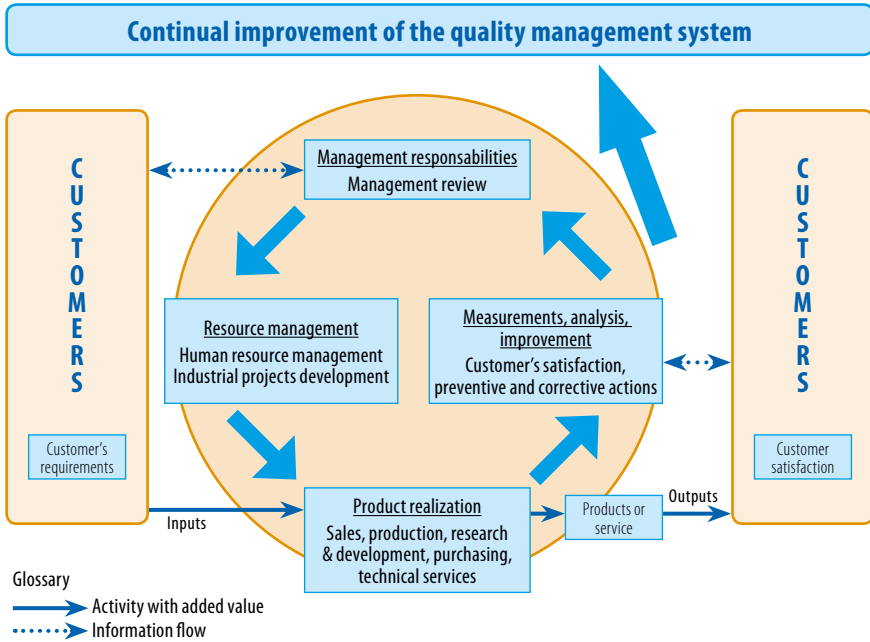 Continual improvement of the quality management system
CUSTOMERS
Customer's
requirements
Management responsabilities
Management review
Resource management
Human resource management
Industrial projects development
Measurements, analysis,
improvement
Customer's satisfaction,
preventive and corrective actions
Product realization
Sales, production, research
& development, purchasing,
technical services
Inputs
Products or
service
Outputs
CUSTOMERS
Customer
satisfaction
Glossary
Activity with added value
Information flow